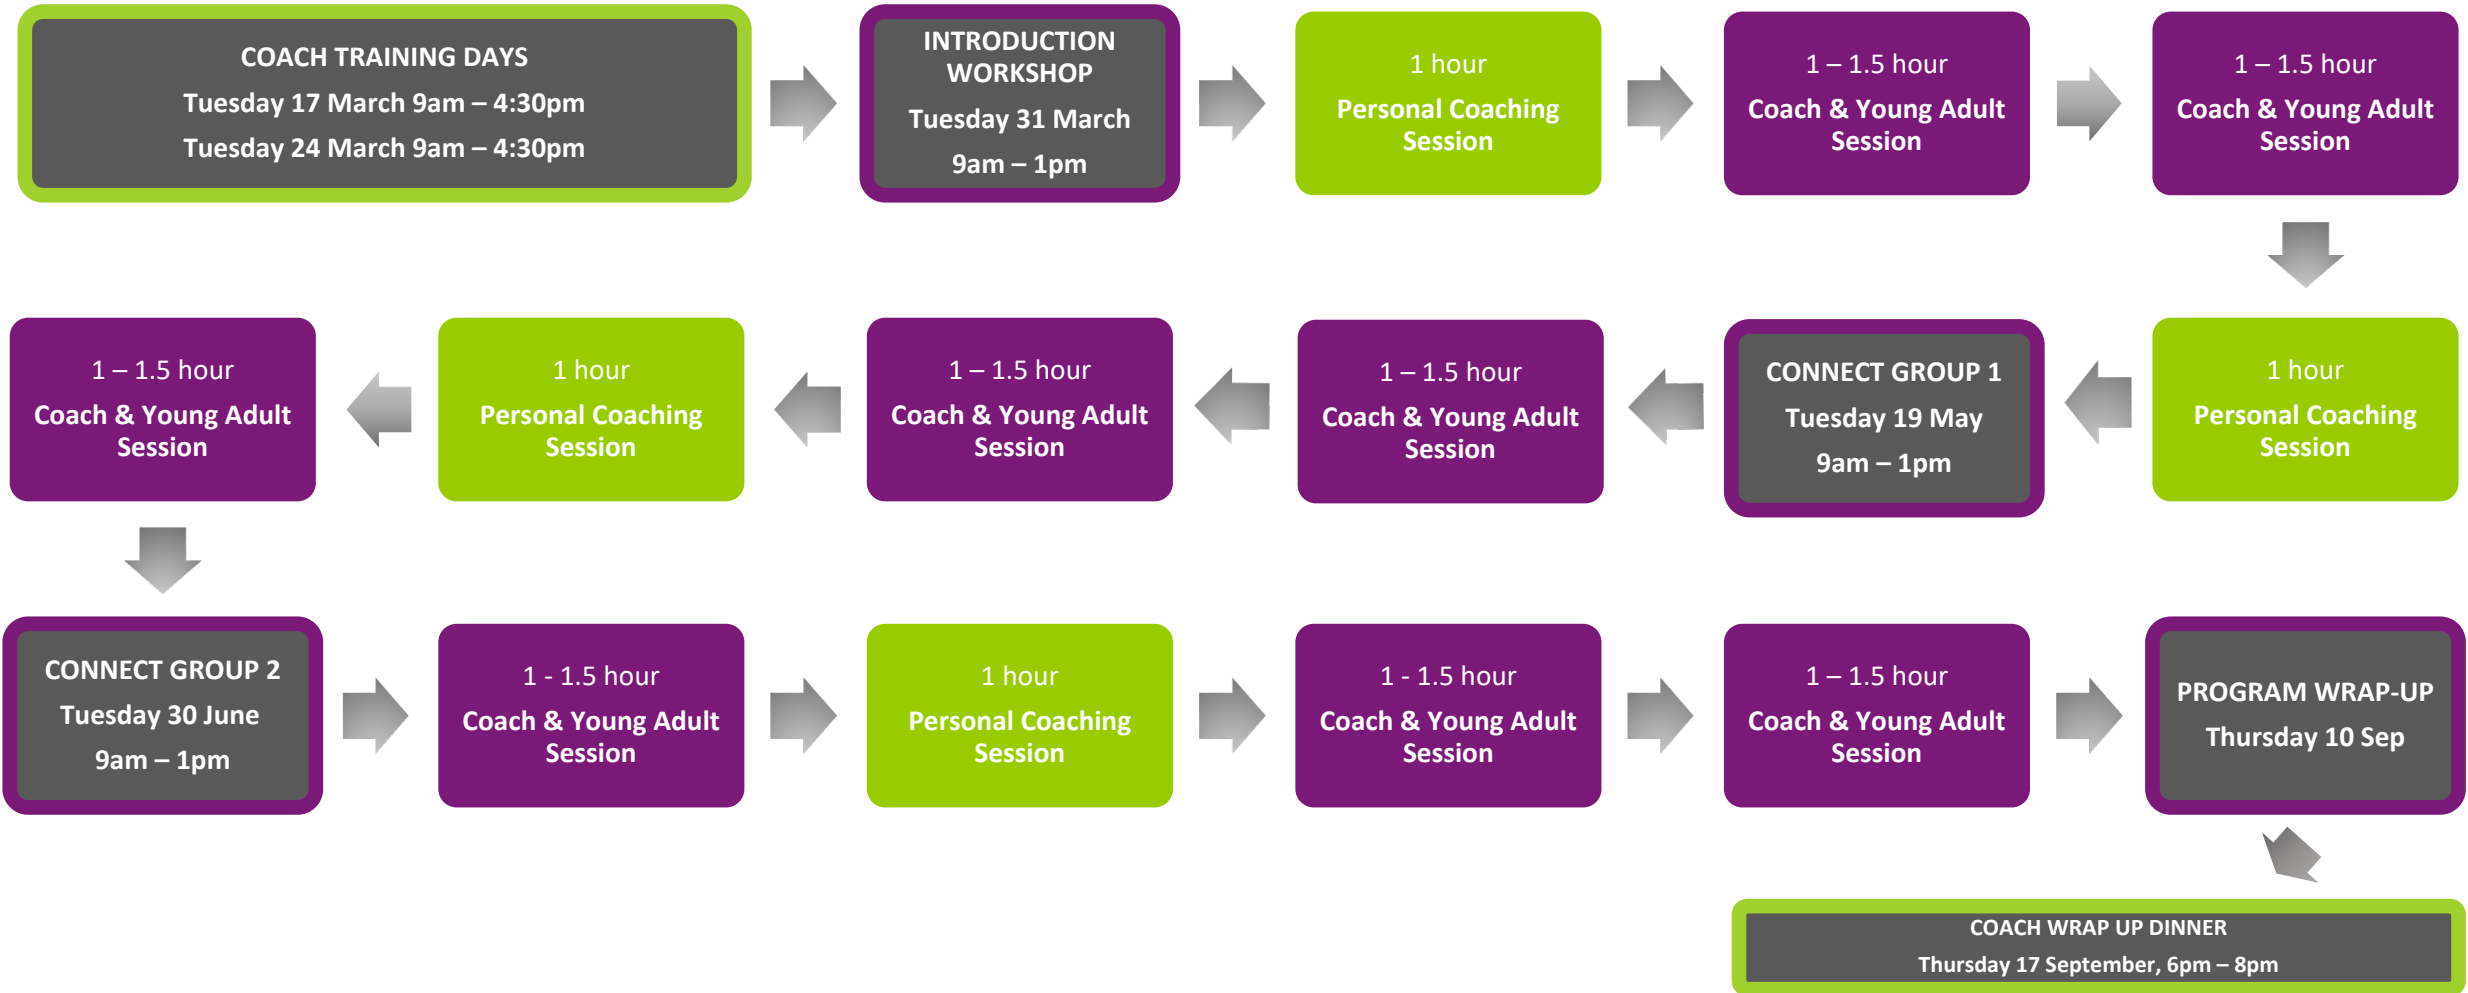 COACH TRAINING DAYS
Tuesday 17 March 9am – 4:30pm
Tuesday 24 March 9am – 4:30pm
INTRODUCTION
WORKSHOP
Tuesday 31 March
9am – 1pm
1 hour
Personal Coaching
Session
1 – 1.5 hour
Coach & Young Adult
Session
1 – 1.5 hour
Coach & Young Adult
Session
1 hour
Personal Coaching
Session
CONNECT GROUP 1
Tuesday 19 May
9am – 1pm
1 – 1.5 hour
Coach & Young Adult
Session
1 – 1.5 hour
Coach & Young Adult
Session
1 hour
Personal Coaching
Session
1 – 1.5 hour
Coach & Young Adult
Session
CONNECT GROUP 2
Tuesday 30 June
9am – 1pm
1 - 1.5 hour
Coach & Young Adult
Session
1 hour
Personal Coaching
Session
1 - 1.5 hour
Coach & Young Adult
Session
1 – 1.5 hour
Coach & Young Adult
Session
PROGRAM WRAP-UP
Thursday 10 Sep
COACH WRAP UP DINNER
Thursday 17 September, 6pm – 8pm